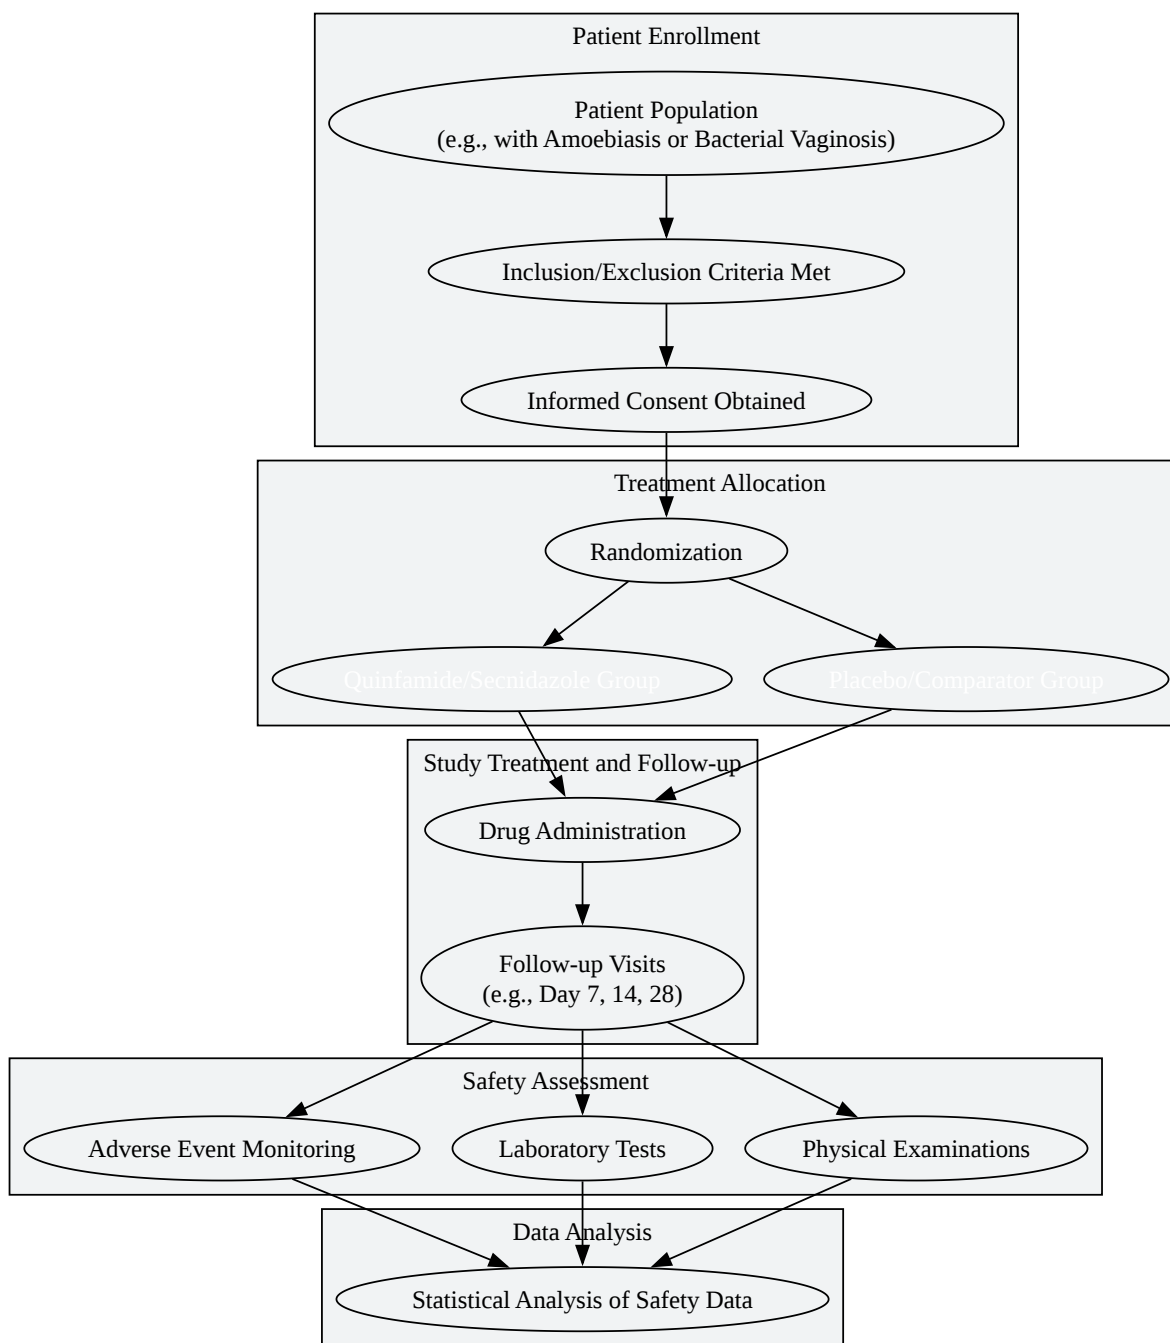 Patient Enrollment
Patient Population
(e.g., with Amoebiasis or Bacterial Vaginosis)
Inclusion/Exclusion Criteria Met
Informed Consent Obtained
Treatment Allocation
Randomization
Quinfamide/Secnidazole Group
Placebo/Comparator Group
Study Treatment and Follow-up
Drug Administration
Follow-up Visits
(e.g., Day 7, 14, 28)
Safety Assessment
Adverse Event Monitoring
Laboratory Tests
Physical Examinations
Data Analysis
Statistical Analysis of Safety Data